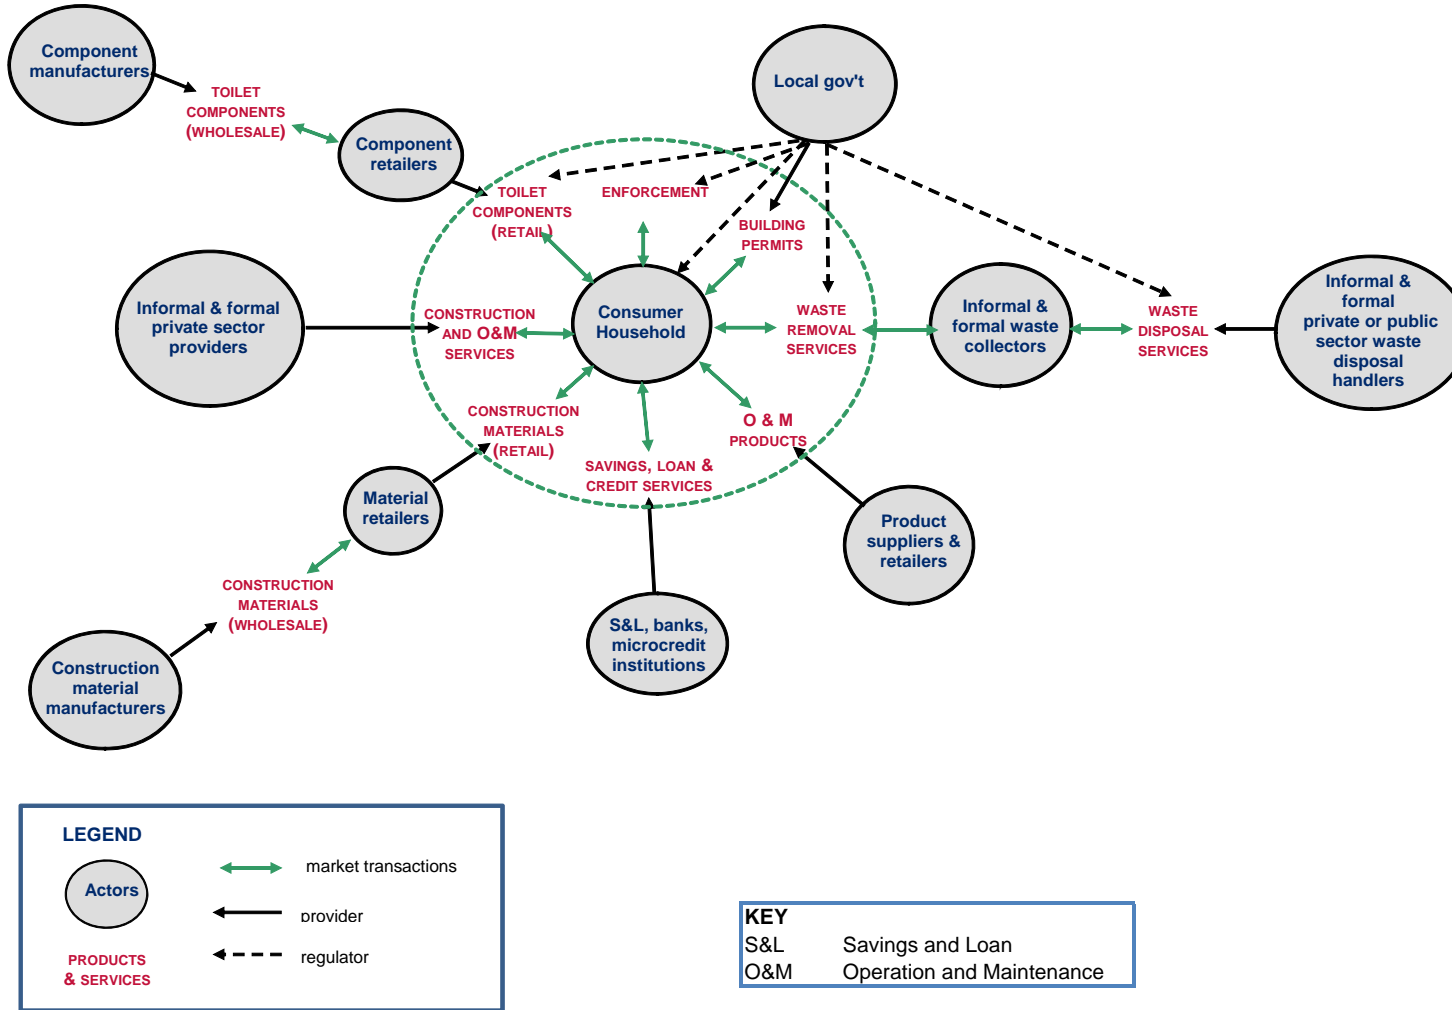 Component
manufacturers
TOILET
COMPONENTS
(WHOLESALE)
Component
retailers
Local gov't
TOILET
COMPONENTS
(RETAIL)
ENFORCEMENT
BUILDING
PERMITS
Informal & formal
private sector
providers
CONSTRUCTION
AND O&M
SERVICES
Consumer
Household
WASTE
REMOVAL
SERVICES
Informal &
formal waste
collectors
WASTE
DISPOSAL
SERVICES
Informal &
formal
private or public
sector waste
disposal
handlers
CONSTRUCTION
MATERIALS
(RETAIL)
SAVINGS, LOAN &
CREDIT SERVICES
O & M
PRODUCTS
Material
retailers
Product
suppliers &
retailers
CONSTRUCTION
MATERIALS
(WHOLESALE)
S&L, banks,
microcredit
institutions
Construction
material
manufacturers
LEGEND
Actors
PRODUCTS
& SERVICES
market transactions
provider
regulator
KEY
S&L Savings and Loan
O&M Operation and Maintenance